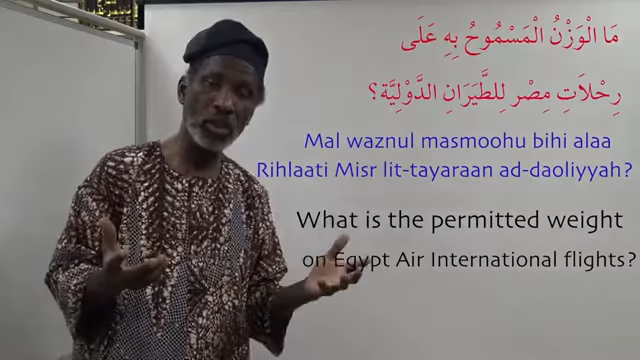 مَا الْوَزْنُ الْمَسْمُوحُ بِهِ عَلَى
رِحْلاَتِ مِصْر لِلطَّيَرَانِ الدَّوْلِيَّة؟
Mal waznul masmoohu bihi alaa
Rihlaati Misr lit-tayaraan ad-daoliyyah?
What is the permitted weight
on Egypt Air International flights?